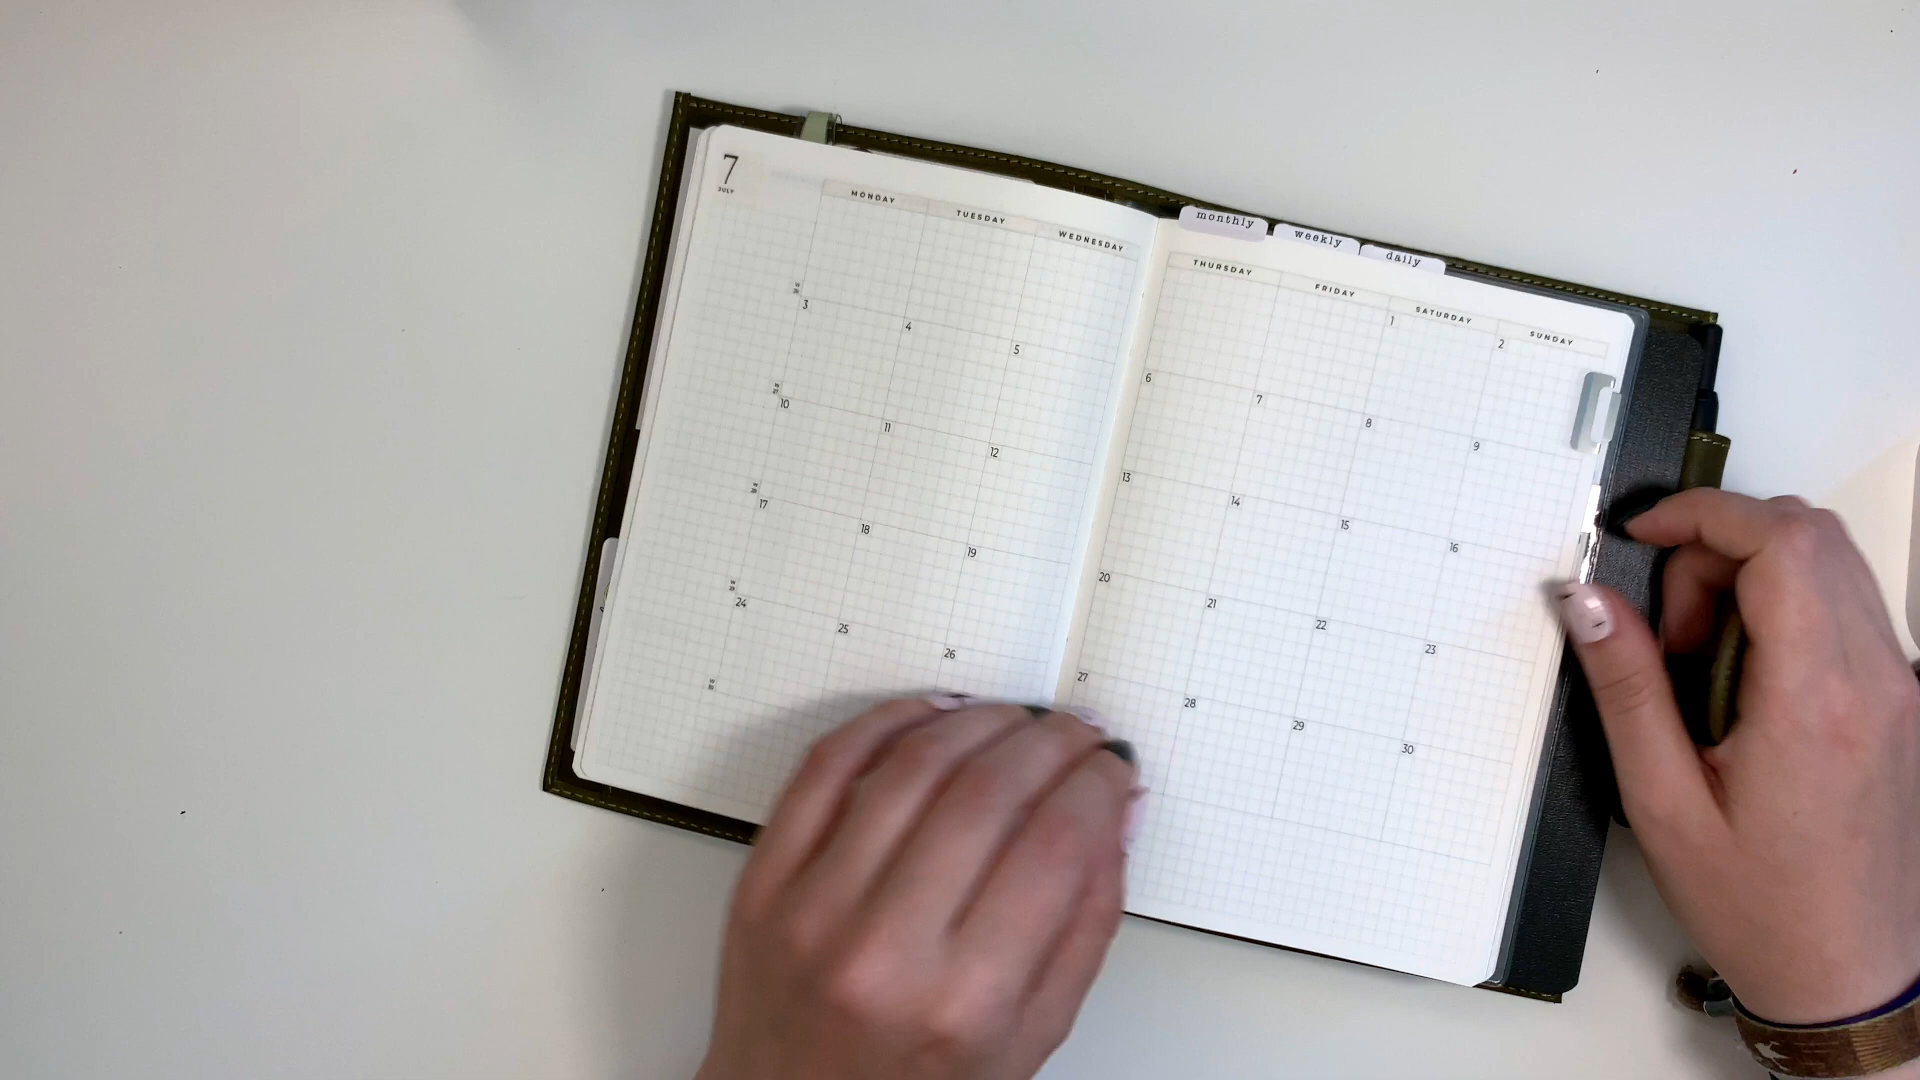 7
JULY
MONDAY TUESDAY WEDNESDAY
3 4 5
10 11 12
17 18 19
24 25 26
monthly weekly daily
THURSDAY FRIDAY SATURDAY SUNDAY
1 2
6 7 8 9
13 14 15 16
20 21 22 23
27 28 29 30